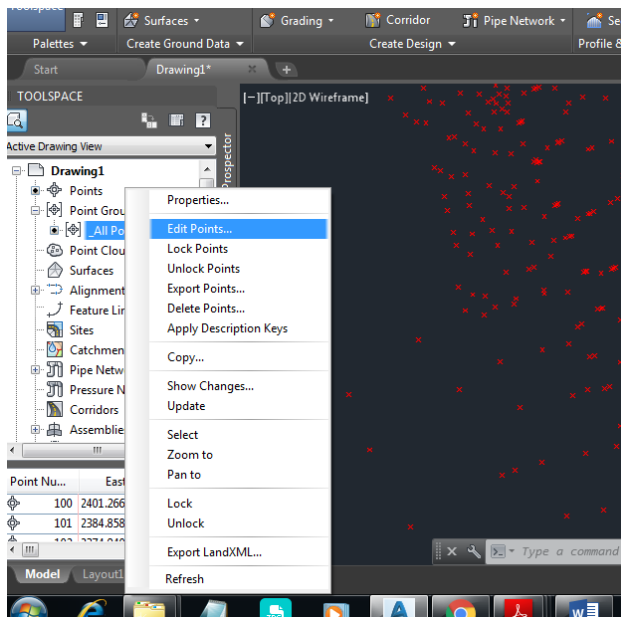 Toolspace
Surfaces
Grading
Corridor
Pipe Network
Se
Palettes
Create Ground Data
Create Design
Profile &
Start
Drawing1*
TOOLSPACE
[−][Top][2D Wireframe]
Active Drawing View
Prospector
Drawing1
Points
Point Grou
_All Po
Point Clou
Surfaces
Alignment
Feature Lin
Sites
Catchmen
Pipe Netw
Pressure N
Corridors
Assemblie
Properties...
Edit Points...
Lock Points
Unlock Points
Export Points...
Delete Points...
Apply Description Keys
Copy...
Show Changes...
Update
Select
Zoom to
Pan to
Lock
Unlock
Export LandXML...
Refresh
Point Nu... East
100 2401.266
101 2384.858
Type a command
Model
Layout1